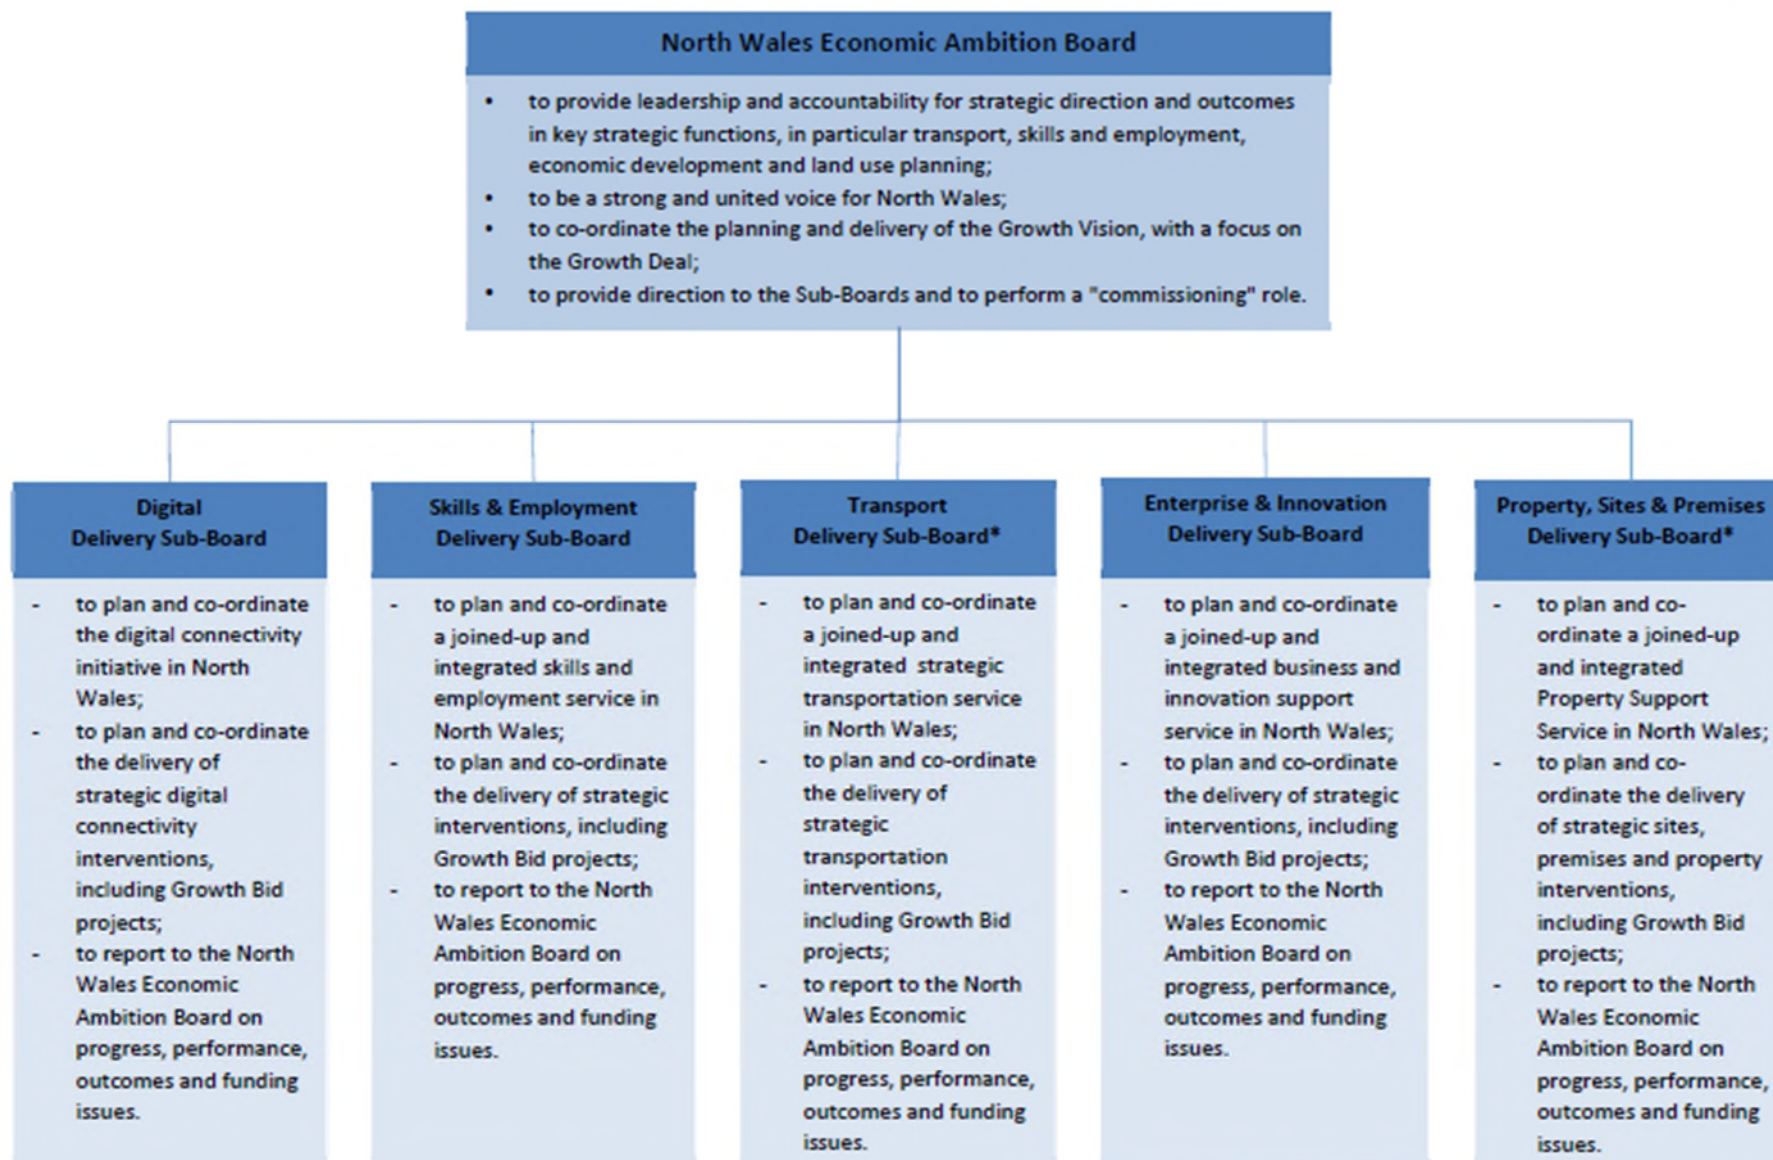 North Wales Economic Ambition Board
• to provide leadership and accountability for strategic direction and outcomes
in key strategic functions, in particular transport, skills and employment,
economic development and land use planning;
• to be a strong and united voice for North Wales;
• to co-ordinate the planning and delivery of the Growth Vision, with a focus on
the Growth Deal;
• to provide direction to the Sub-Boards and to perform a "commissioning" role.
Digital
Delivery Sub-Board
- to plan and co-ordinate
the digital connectivity
initiative in North
Wales;
- to plan and co-ordinate
the delivery of
strategic digital
connectivity
interventions,
including Growth Bid
projects;
- to report to the North
Wales Economic
Ambition Board on
progress, performance,
outcomes and funding
issues.
Skills & Employment
Delivery Sub-Board
- to plan and co-ordinate
a joined-up and
integrated skills and
employment service in
North Wales;
- to plan and co-ordinate
the delivery of strategic
interventions, including
Growth Bid projects;
- to report to the North
Wales Economic
Ambition Board on
progress, performance,
outcomes and funding
issues.
Transport
Delivery Sub-Board*
- to plan and co-ordinate
a joined-up and
integrated strategic
transportation service
in North Wales;
- to plan and co-ordinate
the delivery of
strategic
transportation
interventions,
including Growth Bid
projects;
- to report to the North
Wales Economic
Ambition Board on
progress, performance,
outcomes and funding
issues.
Enterprise & Innovation
Delivery Sub-Board
- to plan and co-ordinate
a joined-up and
integrated business and
innovation support
service in North Wales;
- to plan and co-ordinate
the delivery of strategic
interventions, including
Growth Bid projects;
- to report to the North
Wales Economic
Ambition Board on
progress, performance,
outcomes and funding
issues.
Property, Sites & Premises
Delivery Sub-Board*
- to plan and co-
ordinate a joined-up
and integrated
Property Support
Service in North Wales;
- to plan and co-
ordinate the delivery
of strategic sites,
premises and property
interventions,
including Growth Bid
projects;
- to report to the North
Wales Economic
Ambition Board on
progress, performance,
outcomes and funding
issues.